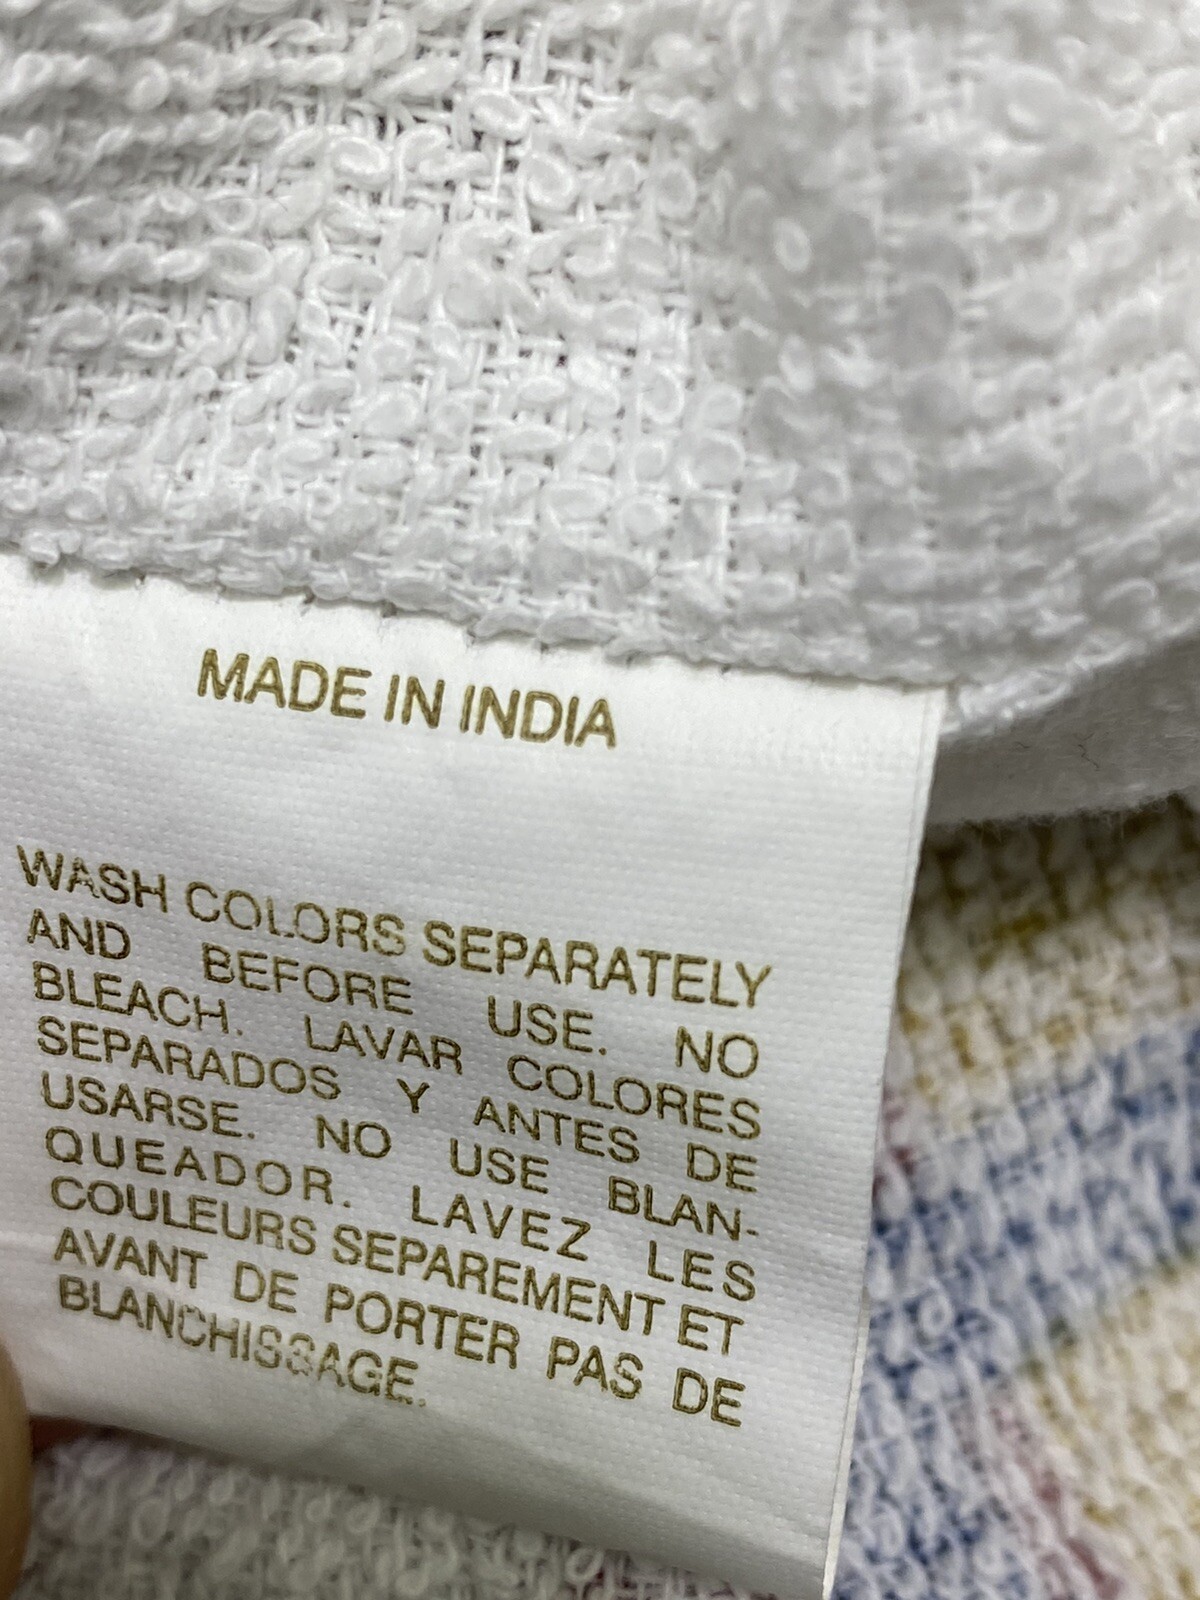 MADE IN INDIA
WASH COLORS SEPARATELY
AND BEFORE USE. NO
BLEACH. LAVAR COLORES
SEPARADOS Y ANTES DE
USARSE. NO USE BLAN-
QUEADOR. LAVEZ LES
COULEURS SEPAREMENT ET
AVANT DE PORTER PAS DE
BLANCHISSAGE.